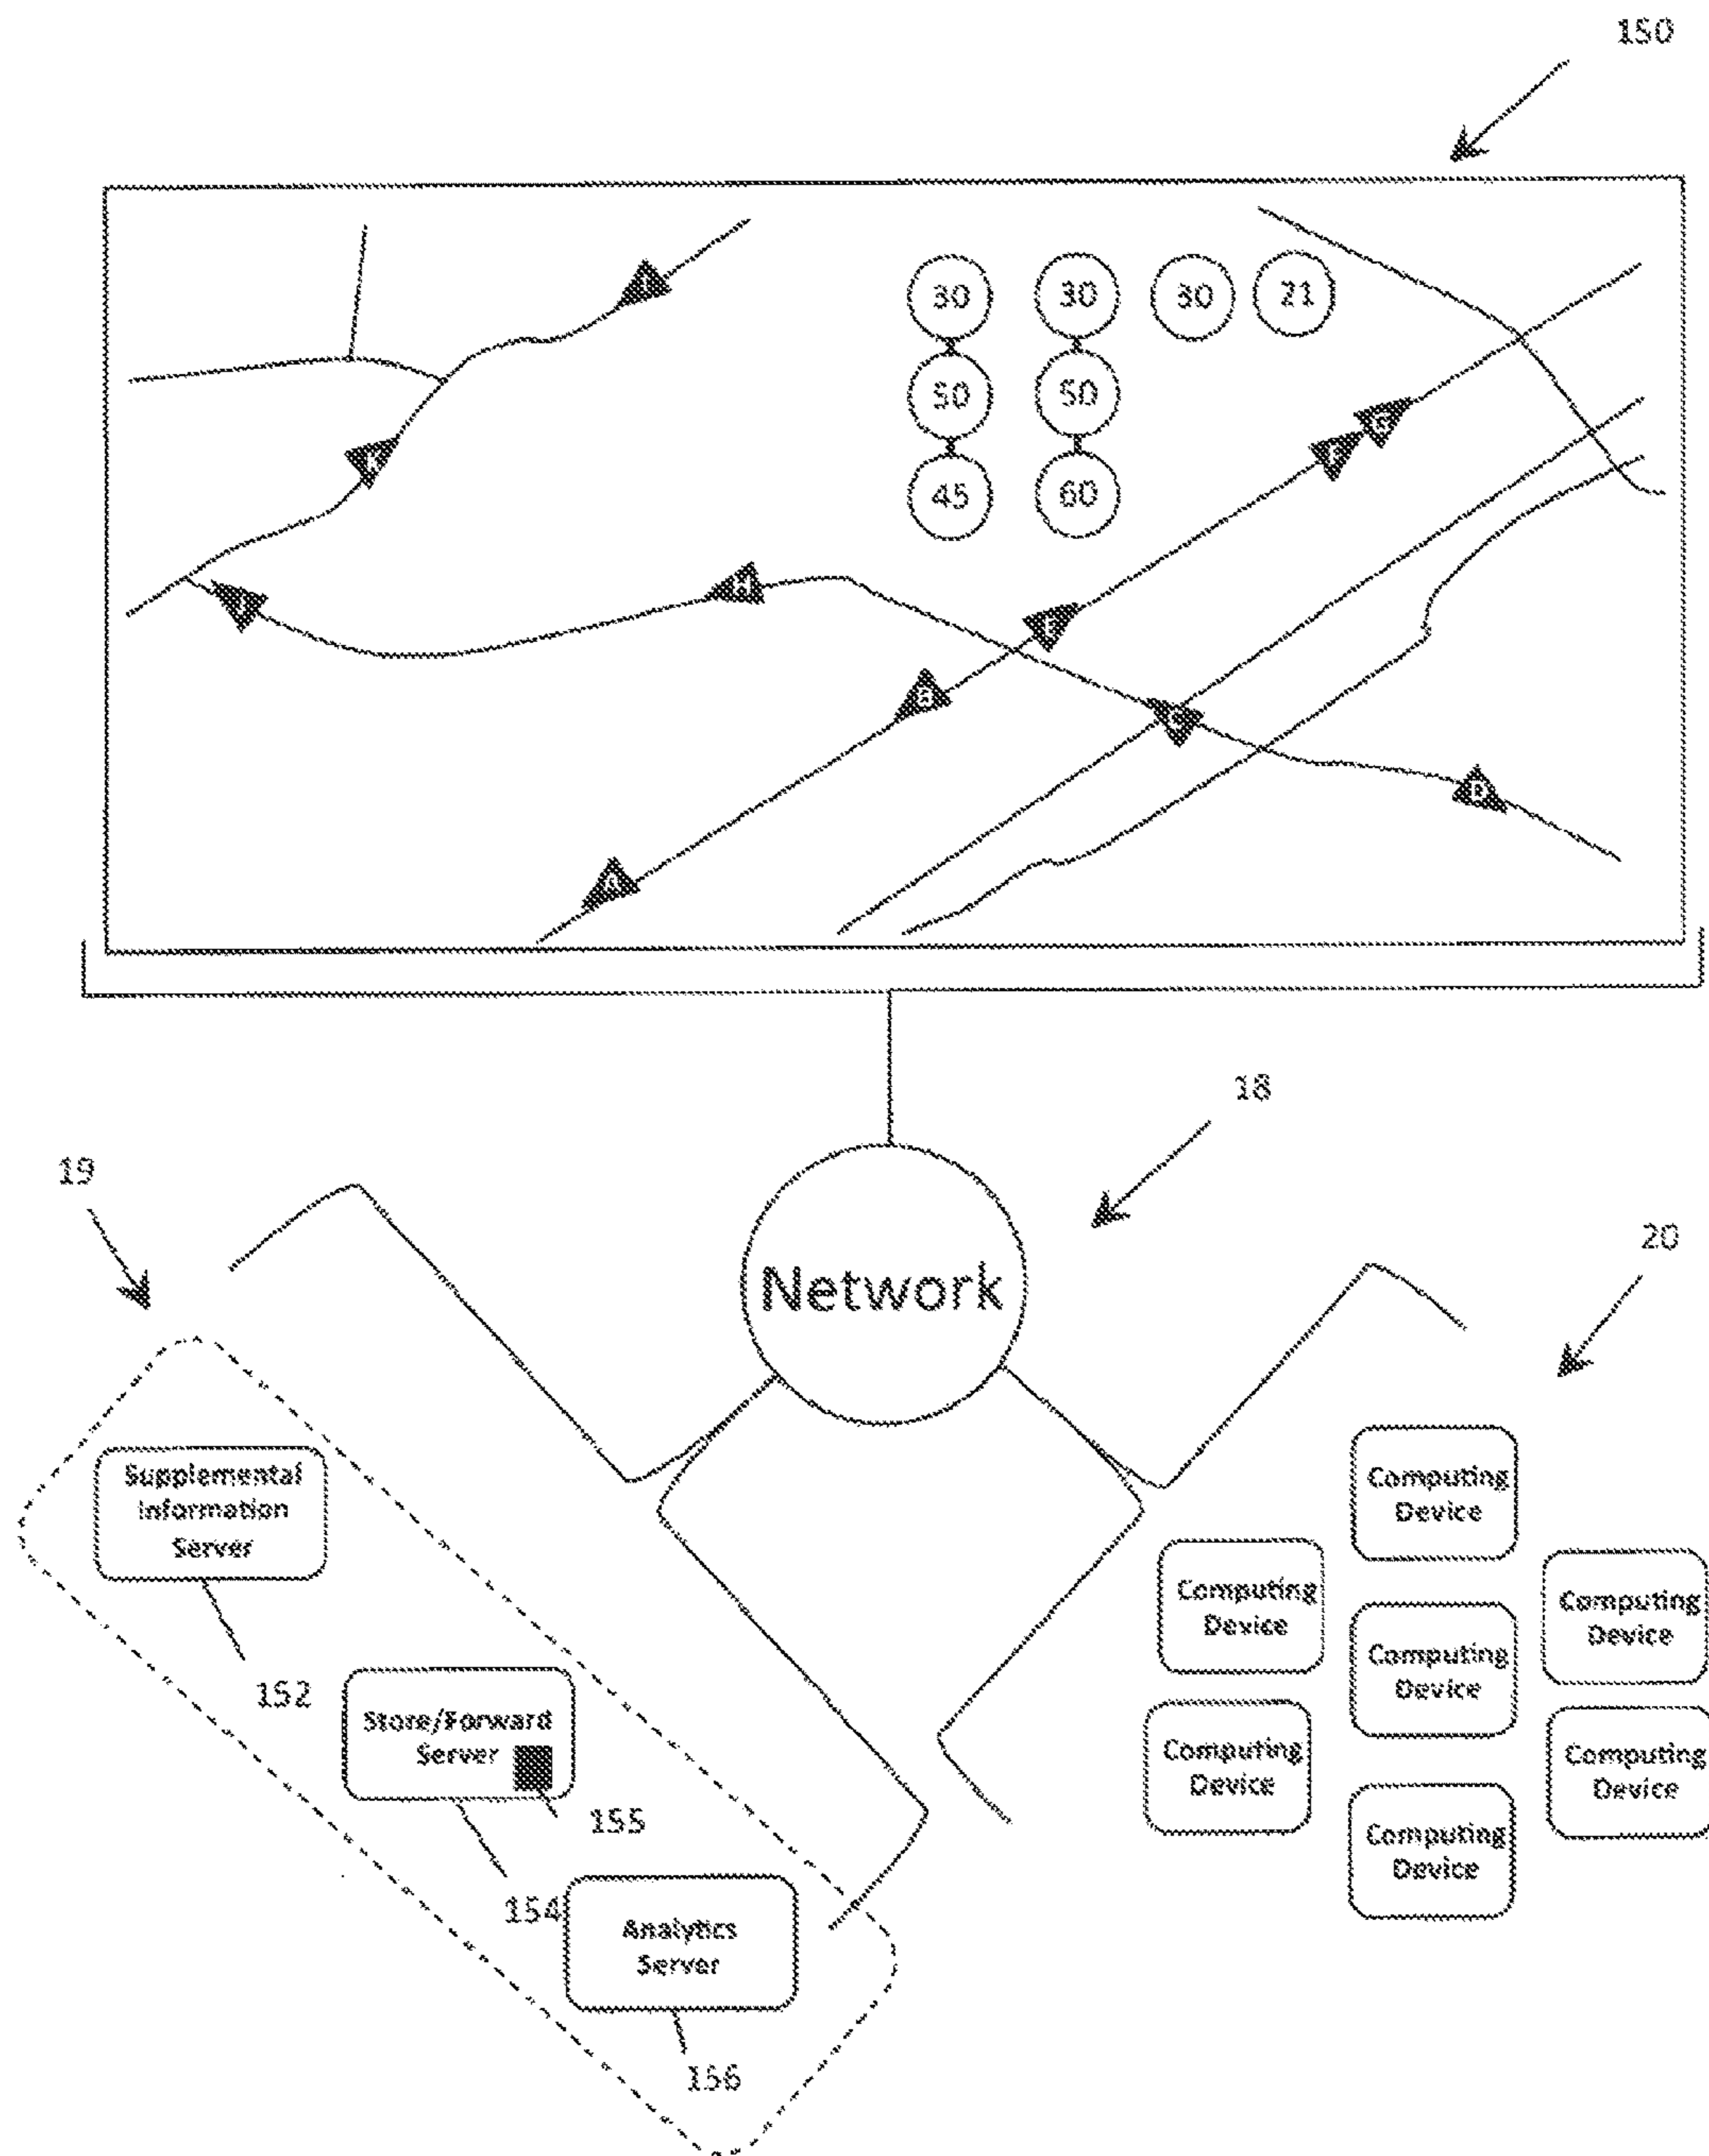 150
30 30 30 21
50 50
45 60
I
K
G
F
J
H
E
B
C
D
A
18
19
20
Network
Supplemental
Information
Server
152
Store/Forward
Server
155
154
Analytics
Server
156
Computing
Device
Computing
Device
Computing
Device
Computing
Device
Computing
Device
Computing
Device
Computing
Device